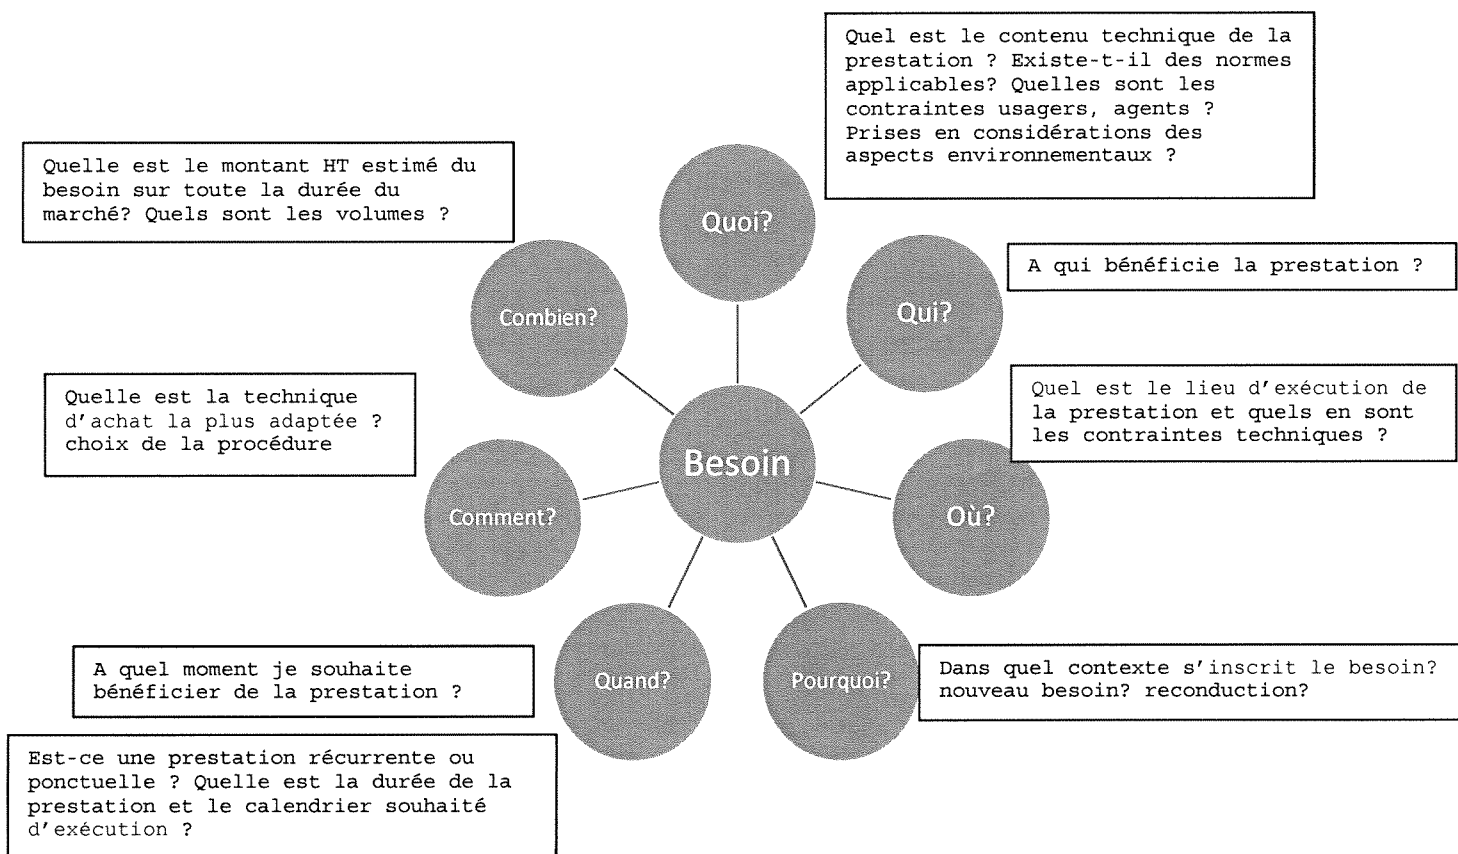 Quel est le contenu technique de la
prestation ? Existe-t-il des normes
applicables? Quelles sont les
contraintes usagers, agents ?
Prises en considérations des
aspects environnementaux ?
Quelle est le montant HT estimé du
besoin sur toute la durée du
marché? Quels sont les volumes ?
Quoi?
A qui bénéficie la prestation ?
Combien?
Qui?
Quelle est la technique
d'achat la plus adaptée ?
choix de la procédure
Quel est le lieu d'exécution de
la prestation et quels en sont
les contraintes techniques ?
Besoin
Comment?
Où?
A quel moment je souhaite
bénéficier de la prestation ?
Quand?
Pourquoi?
Dans quel contexte s'inscrit le besoin?
nouveau besoin? reconduction?
Est-ce une prestation récurrente ou
ponctuelle ? Quelle est la durée de la
prestation et le calendrier souhaité
d'exécution ?